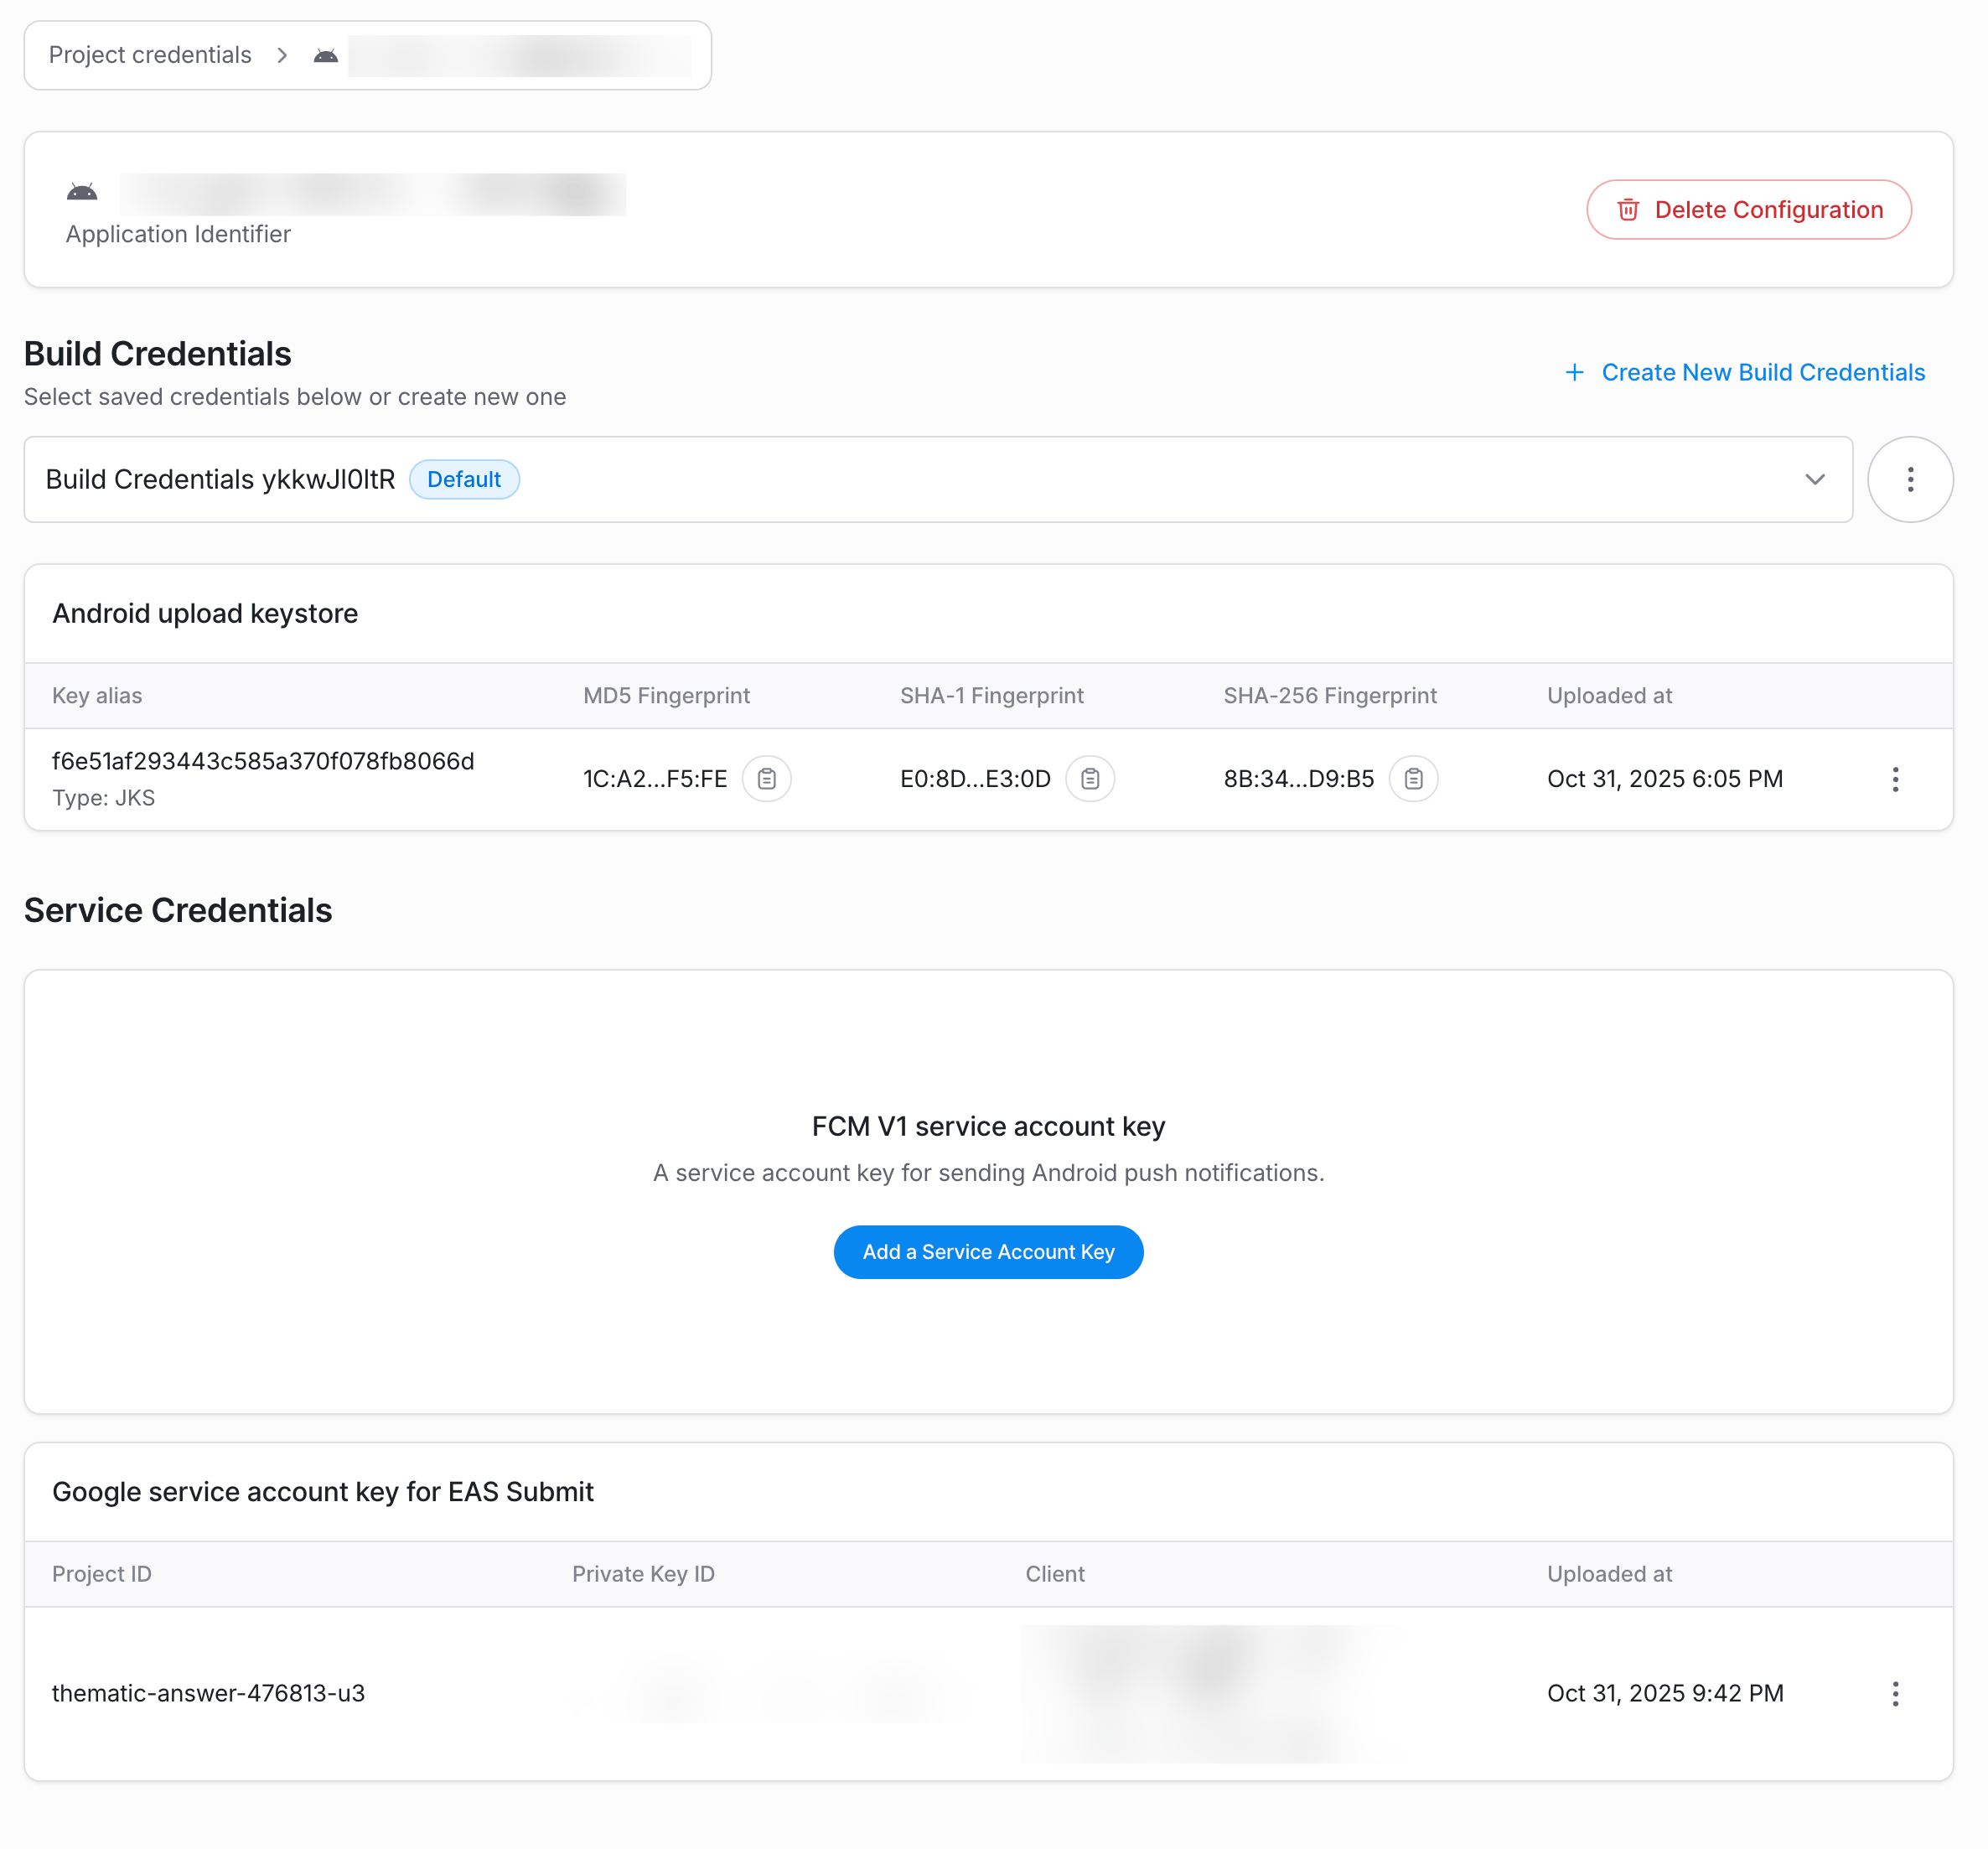 Project credentials
Application Identifier
Delete Configuration
Build Credentials
Select saved credentials below or create new one
Create New Build Credentials
Build Credentials ykkwJl0ItR Default
Android upload keystore
Key alias MD5 Fingerprint SHA-1 Fingerprint SHA-256 Fingerprint Uploaded at
f6e51af293443c585a370f078fb8066d
Type: JKS
1C:A2...F5:FE E0:8D...E3:0D 8B:34...D9:B5 Oct 31, 2025 6:05 PM
Service Credentials
FCM V1 service account key
A service account key for sending Android push notifications.
Add a Service Account Key
Google service account key for EAS Submit
Project ID Private Key ID Client Uploaded at
thematic-answer-476813-u3 Oct 31, 2025 9:42 PM